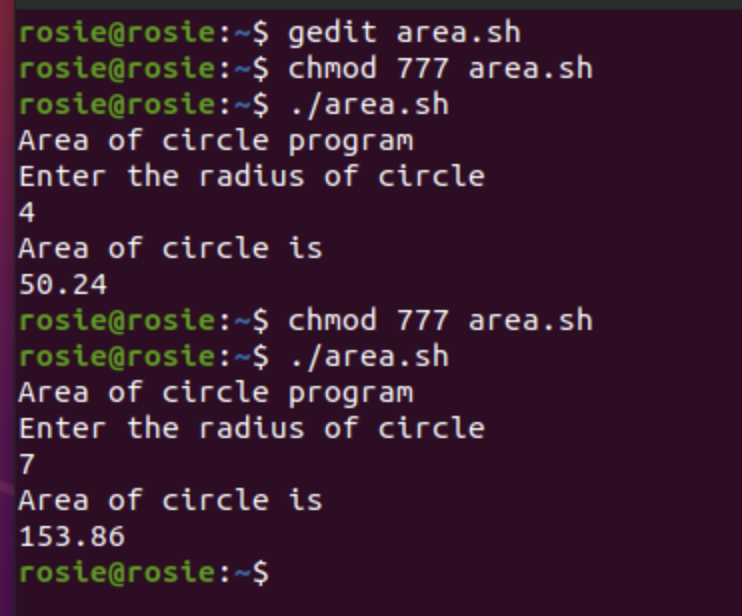 rosie@rosie:~$ gedit area.sh
rosie@rosie:~$ chmod 777 area.sh
rosie@rosie:~$ ./area.sh
Area of circle program
Enter the radius of circle
4
Area of circle is
50.24
rosie@rosie:~$ chmod 777 area.sh
rosie@rosie:~$ ./area.sh
Area of circle program
Enter the radius of circle
7
Area of circle is
153.86
rosie@rosie:~$